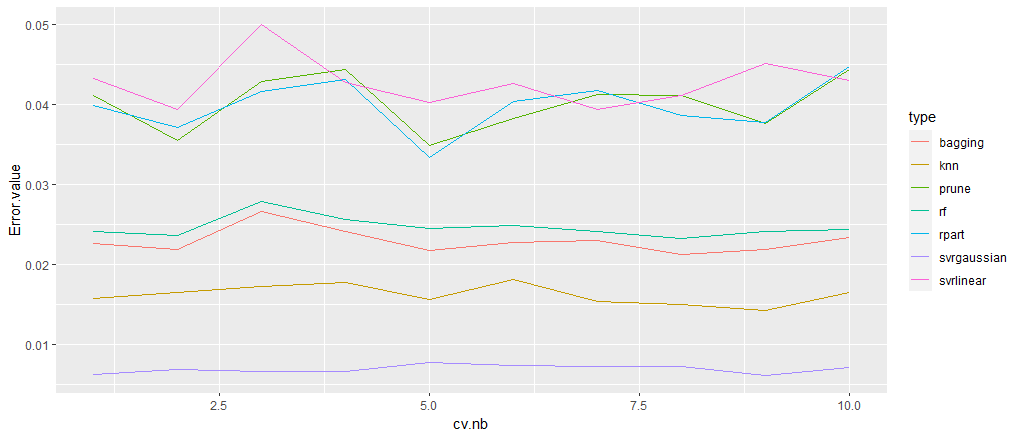 0.05
0.04
0.03
0.02
0.01
Error.value
2.5
5.0
7.5
10.0
cv.nb
type
bagging
knn
prune
rf
rpart
svrgaussian
svrlinear